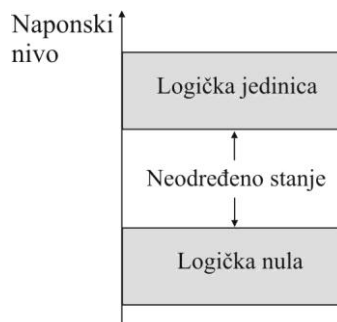 Naponski
nivo
Logička jedinica
Neodređeno stanje
Logička nula